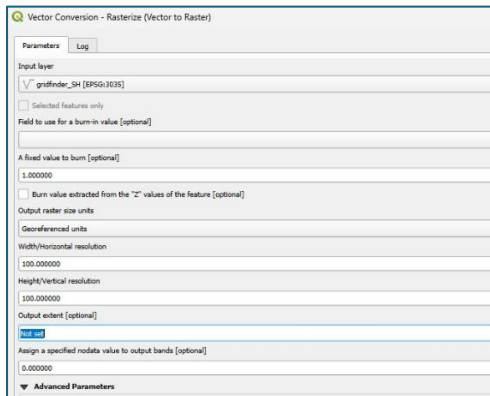 Vector Conversion - Rasterize (Vector to Raster)
Parameters Log
Input layer
gridfinder_SH [EPSG:3035]
Selected features only
Field to use for a burn-in value [optional]
A fixed value to burn [optional]
1.000000
Burn value extracted from the "Z" values of the feature [optional]
Output raster size units
Georeferenced units
Width/Horizontal resolution
100.000000
Height/Vertical resolution
100.000000
Output extent [optional]
Not set
Assign a specified nodata value to output bands [optional]
0.000000
Advanced Parameters